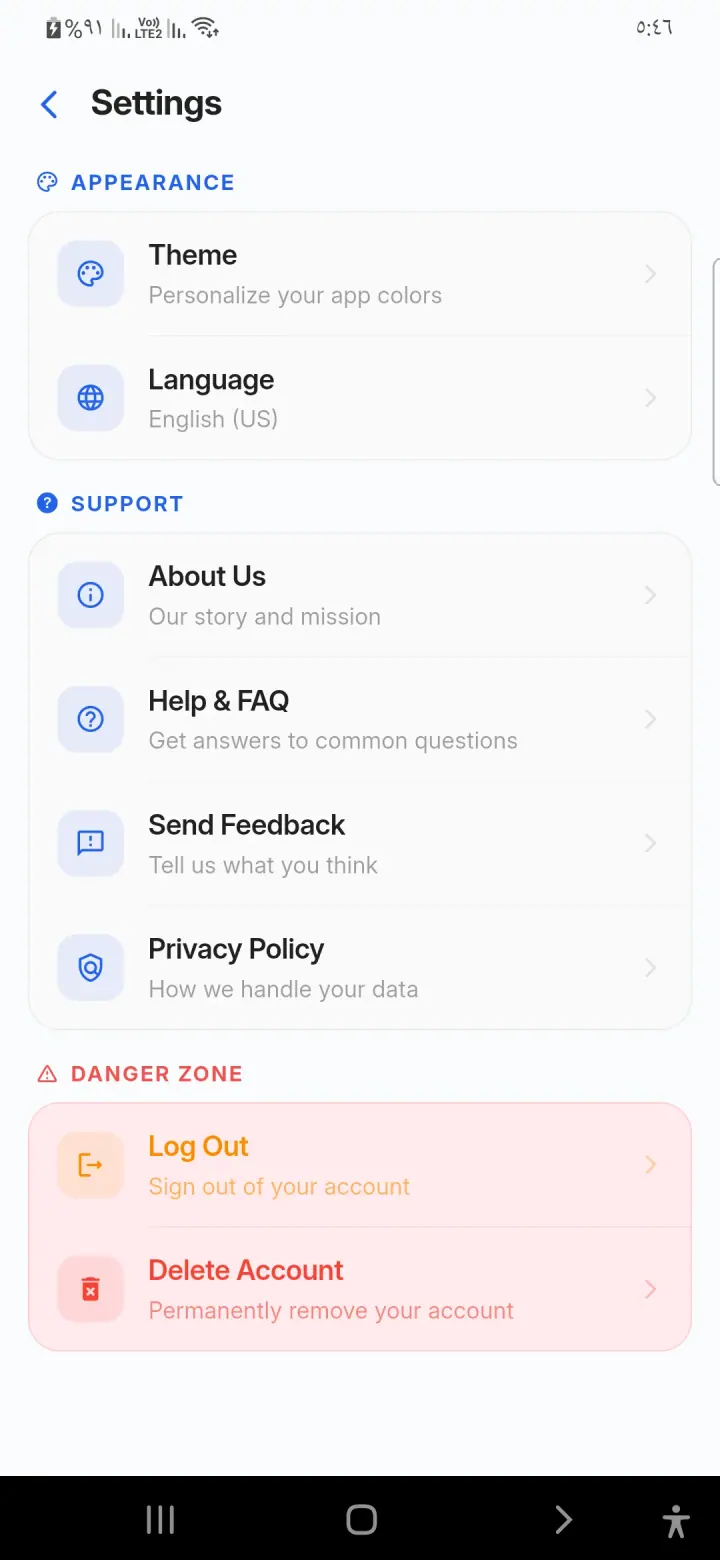 %٩١ Vo)) LTE2 ٥:٤٦
Settings
APPEARANCE
Theme
Personalize your app colors
Language
English (US)
SUPPORT
About Us
Our story and mission
Help & FAQ
Get answers to common questions
Send Feedback
Tell us what you think
Privacy Policy
How we handle your data
DANGER ZONE
Log Out
Sign out of your account
Delete Account
Permanently remove your account